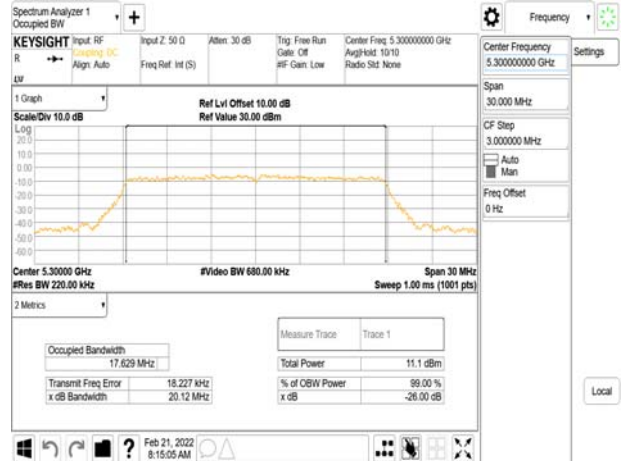 Spectrum Analyzer 1
Occupied BW
Frequency
KEYSIGHT
Input: RF
Coupling: DC
Align: Auto
Input Z: 50 Ω
Freq Ref: Int (S)
Atten: 30 dB
Trig: Free Run
Gate: Off
#IF Gain: Low
Center Freq: 5.300000000 GHz
Avg|Hold: 10/10
Radio Std: None
R
Center Frequency
5.300000000 GHz
Settings
Span
30.000 MHz
CF Step
3.000000 MHz
Auto
Man
Freq Offset
0 Hz
1 Graph
Ref Lvl Offset 10.00 dB
Scale/Div 10.0 dB
Ref Value 30.00 dBm
Log
20.0
10.0
0.00
-10.0
-20.0
-30.0
-40.0
-50.0
-60.0
Center 5.30000 GHz
#Video BW 680.00 kHz
Span 30 MHz
#Res BW 220.00 kHz
Sweep 1.00 ms (1001 pts)
2 Metrics
Measure Trace
Trace 1
Occupied Bandwidth
17.629 MHz
Total Power
11.1 dBm
Transmit Freq Error
18.227 kHz
% of OBW Power
99.00 %
x dB Bandwidth
20.12 MHz
x dB
-26.00 dB
Local
?
Feb 21, 2022
8:15:05 AM